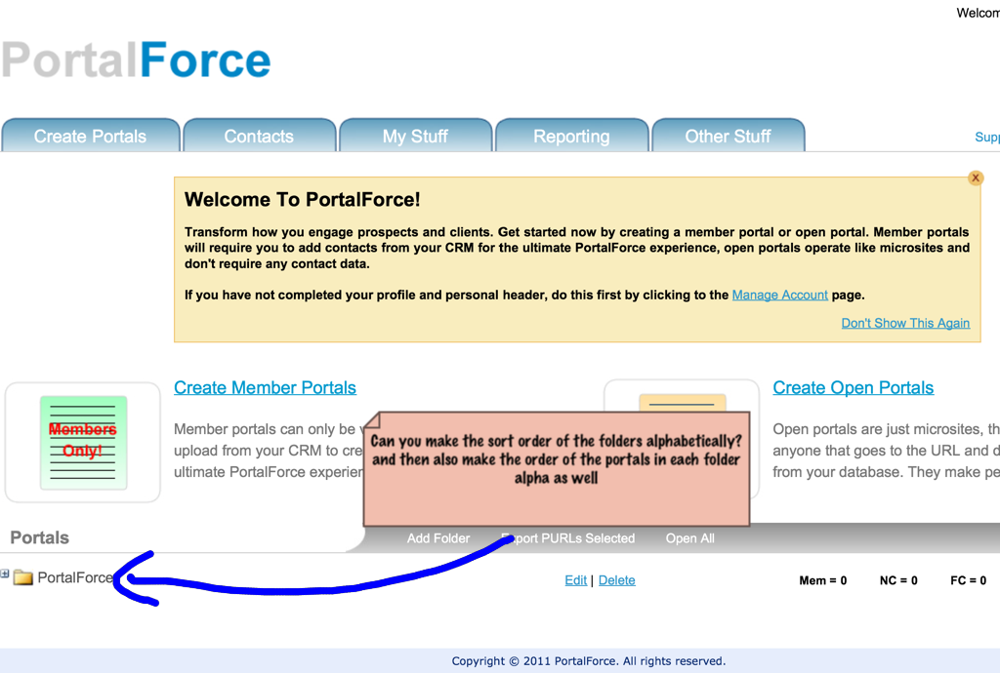 Welcom
PortalForce
Create Portals Contacts My Stuff Reporting Other Stuff
Supp
X
Welcome To PortalForce!
Transform how you engage prospects and clients. Get started now by creating a member portal or open portal. Member portals
will require you to add contacts from your CRM for the ultimate PortalForce experience, open portals operate like microsites and
don't require any contact data.
If you have not completed your profile and personal header, do this first by clicking to the Manage Account page.
Don't Show This Again
Members
Only!
Create Member Portals
Member portals can only be
upload from your CRM to cre
ultimate PortalForce experien
Create Open Portals
Open portals are just microsites, th
anyone that goes to the URL and d
from your database. They make pe
Can you make the sort order of the folders alphabetically?
and then also make the order of the portals in each folder
alpha as well
Portals
Add Folder Export PURLs Selected Open All
PortalForce
Edit | Delete
Mem = 0 NC = 0 FC = 0
Copyright © 2011 PortalForce. All rights reserved.